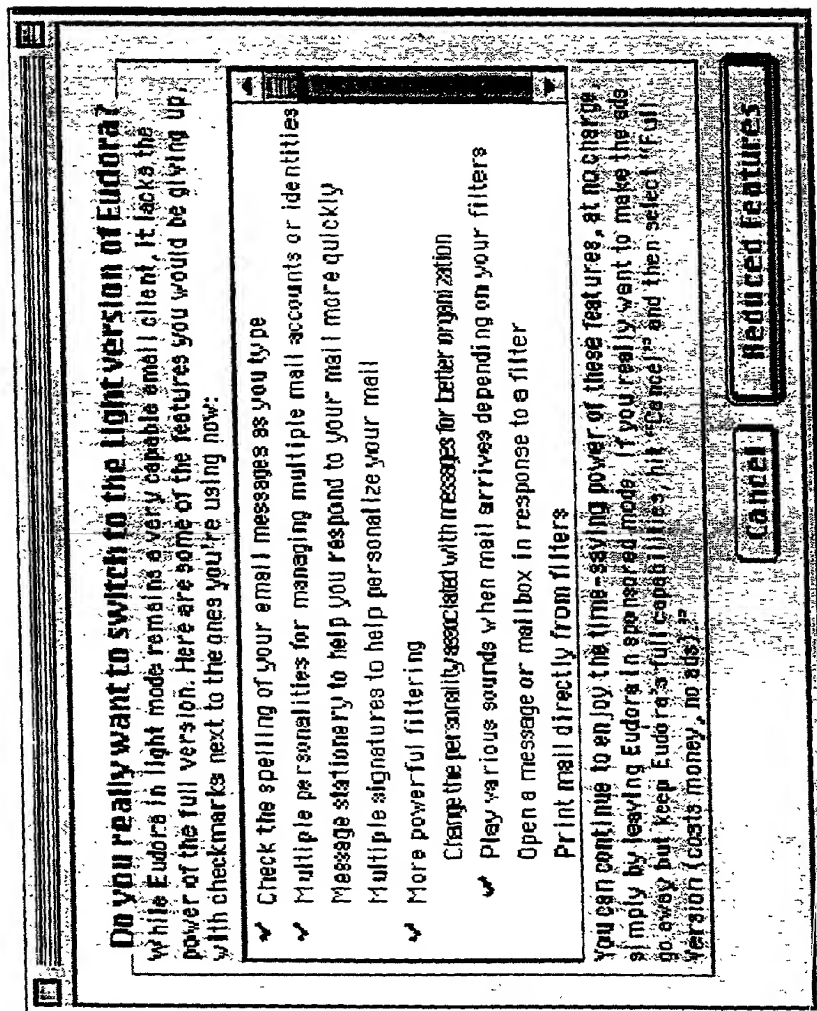 Do you really want to switch to the light version of Eudora?
While Eudora in light mode remains a very capable email client, it lacks the
power of the full version. Here are some of the features you would be giving up,
with checkmarks next to the ones you're using now:
✓ Check the spelling of your email messages as you type
✓ Multiple personalities for managing multiple mail accounts or identities
Message stationery to help you respond to your mail more quickly
Multiple signatures to help personalize your mail
✓ More powerful filtering
Change the personality associated with messages for better organization
✓ Play various sounds when mail arrives depending on your filters
Open a message or mailbox in response to a filter
Print mail directly from filters
You can continue to enjoy the time-saving power of these features, at no charge,
simply by leaving Eudora in sponsored mode. If you really want to make the ads
go away but keep Eudora's full capabilities, hit "Cancel" and then select "Full
Version (costs money, no ads)."
Cancel
Reduced Features